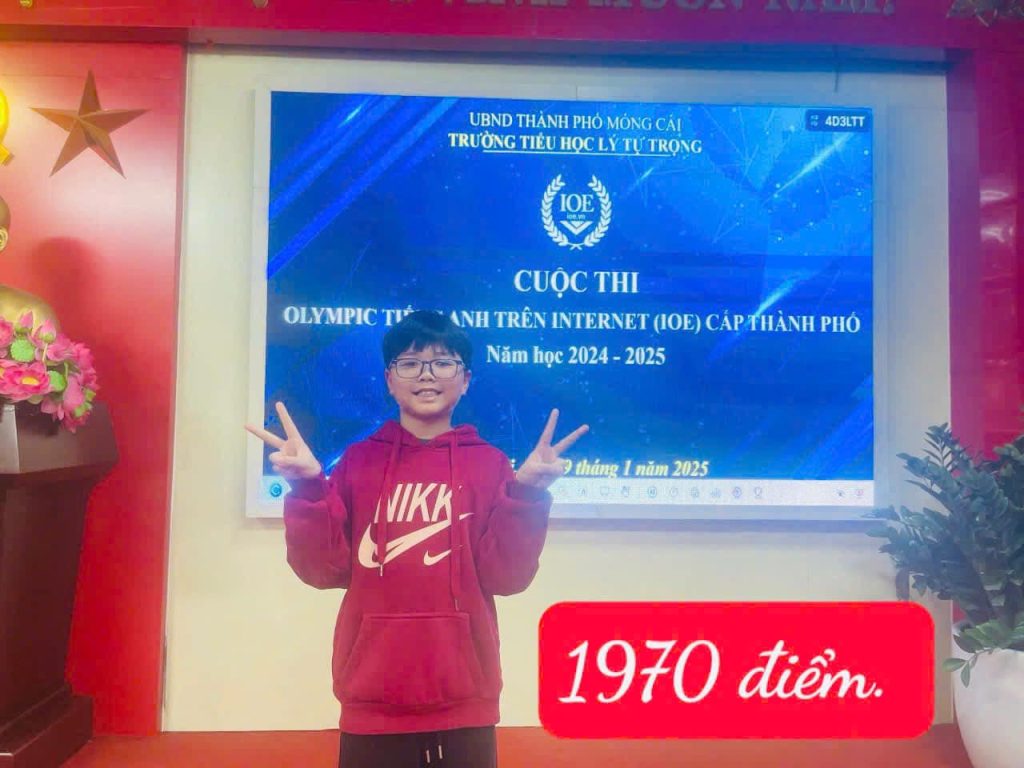 4D3LTT
UBND THÀNH PHỐ MÓNG CÁI
TRƯỜNG TIỂU HỌC LÝ TỰ TRỌNG
IOE
ioe.vn
CUỘC THI
OLYMPIC ANH TRÊN INTERNET (IOE) CẤP THÀNH PHỐ
Năm học 2024 - 2025
tháng 1 năm 2025
NIKK
1970 điểm.